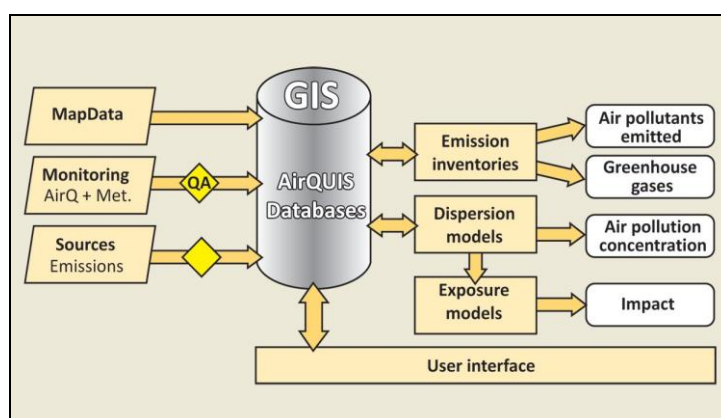 GIS
AirQUIS
Databases
MapData
Monitoring
AirQ + Met.
QA
Sources
Emissions
Emission
inventories
Air pollutants
emitted
Greenhouse
gases
Dispersion
models
Air pollution
concentration
Exposure
models
Impact
User interface